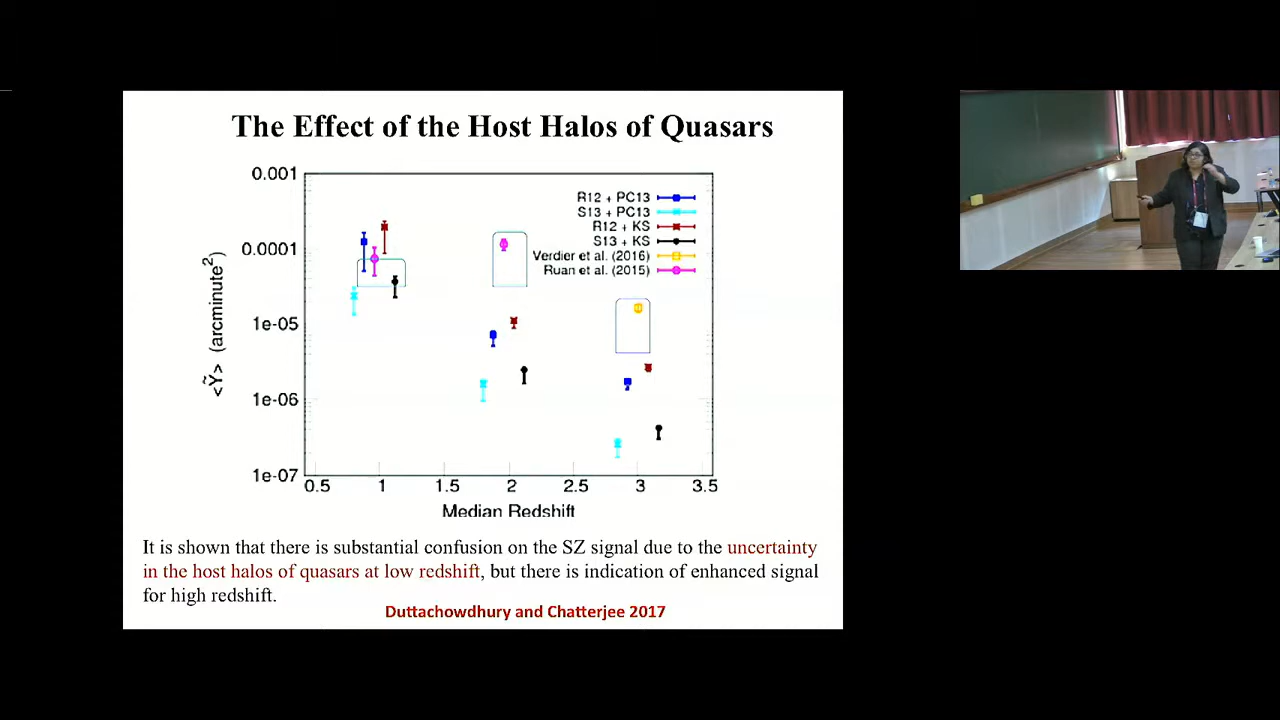 The Effect of the Host Halos of Quasars
0.001
0.0001
1e-05
1e-06
1e-07
<Ỹ> (arcminute²)
R12 + PC13
S13 + PC13
R12 + KS
S13 + KS
Verdier et al. (2016)
Ruan et al. (2015)
0.5 1 1.5 2 2.5 3 3.5
Median Redshift
It is shown that there is substantial confusion on the SZ signal due to the uncertainty
in the host halos of quasars at low redshift, but there is indication of enhanced signal
for high redshift.
Duttachowdhury and Chatterjee 2017